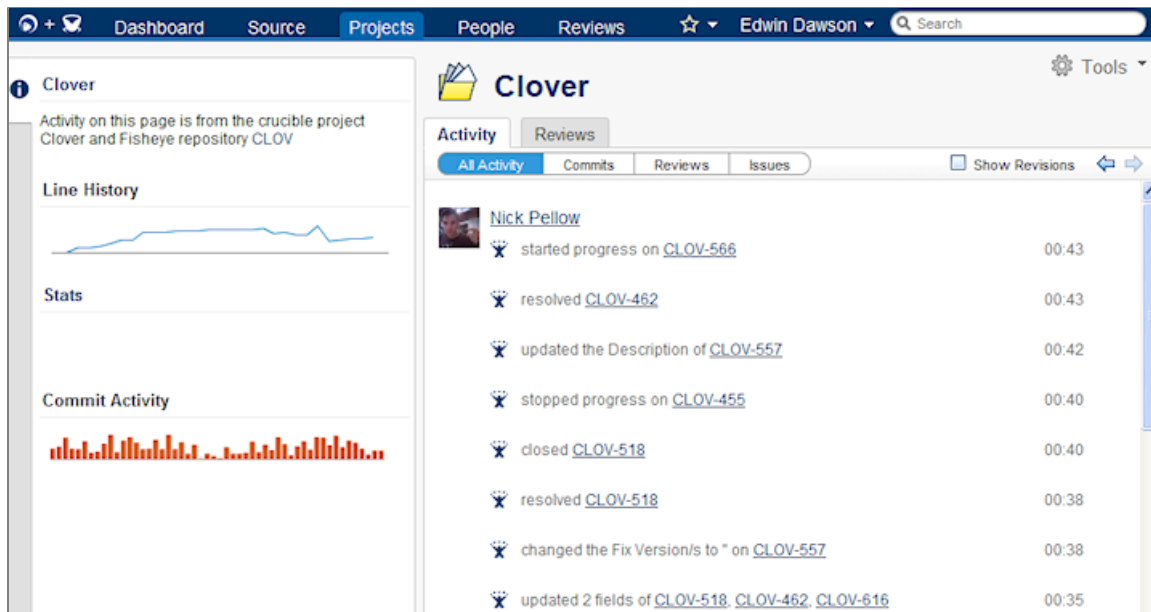 + Dashboard Source Projects People Reviews Edwin Dawson Search
Clover
Activity on this page is from the crucible project
Clover and Fisheye repository CLOV
Line History
Stats
Commit Activity
Clover
Tools
Activity Reviews
All Activity Commits Reviews Issues Show Revisions
Nick Pellow
started progress on CLOV-566 00:43
resolved CLOV-462 00:43
updated the Description of CLOV-557 00:42
stopped progress on CLOV-455 00:40
closed CLOV-518 00:40
resolved CLOV-518 00:38
changed the Fix Version/s to '' on CLOV-557 00:38
updated 2 fields of CLOV-518, CLOV-462, CLOV-616 00:35